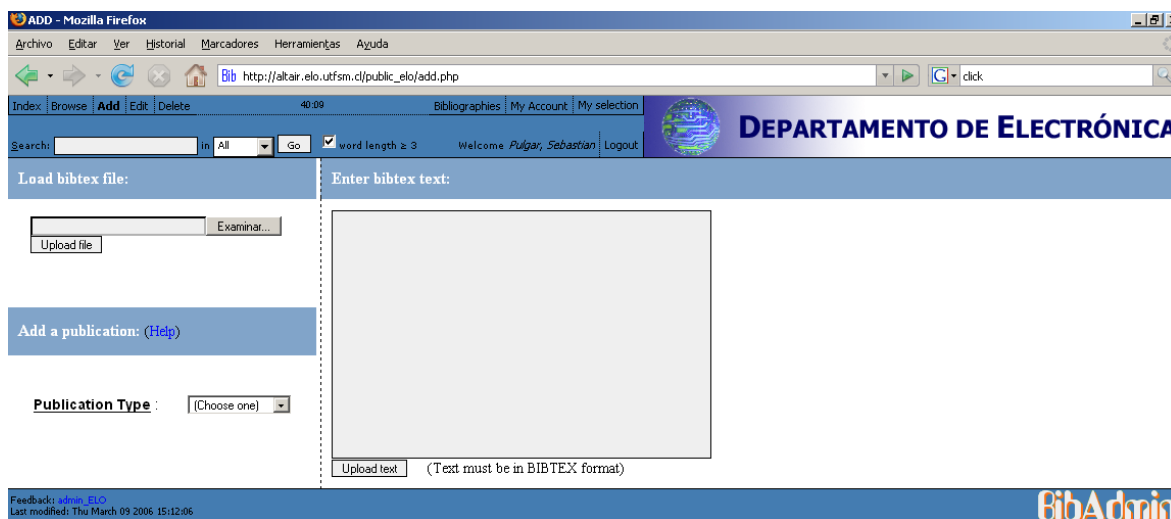 ADD - Mozilla Firefox
Archivo Editar Ver Historial Marcadores Herramientas Ayuda
Bib http://altair.elo.utfsm.cl/public_elo/add.php G click
Index Browse Add Edit Delete 40:09 Bibliographies My Account My selection
DEPARTAMENTO DE ELECTRÓNICA
Search: in All Go word length ≥ 3 Welcome Pulgar, Sebastian Logout
Load bibtex file: Enter bibtex text:
Examinar...
Upload file
Add a publication: (Help)
Publication Type : (Choose one)
Upload text (Text must be in BIBTEX format)
Feedback: admin_ELO
Last modified: Thu March 09 2006 15:12:06
BibAdmin